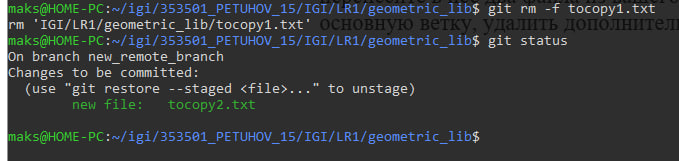 maks@HOME-PC:~/igi/353501_PETUHOV_15/IGI/LR1/geometric_lib$ git rm -f tocopy1.txt
rm 'IGI/LR1/geometric_lib/tocopy1.txt'
основную ветку, удалить дополнител
maks@HOME-PC:~/igi/353501_PETUHOV_15/IGI/LR1/geometric_lib$ git status
On branch new_remote_branch
Changes to be committed:
(use "git restore --staged <file>..." to unstage)
new file: tocopy2.txt
maks@HOME-PC:~/igi/353501_PETUHOV_15/IGI/LR1/geometric_lib$